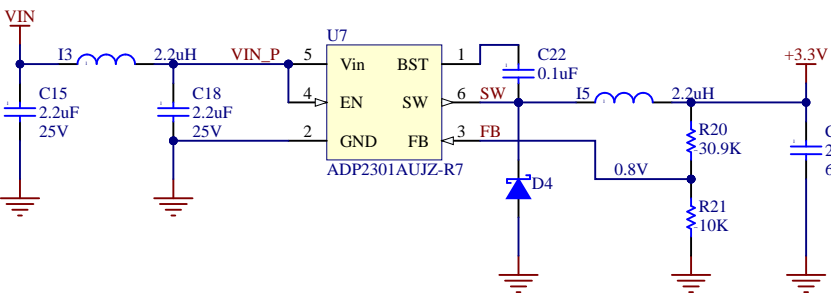 VIN
I3
2.2uH
VIN_P
C15
2.2uF
25V
C18
2.2uF
25V
U7
5
Vin
4
EN
2
GND
BST
1
SW
6
FB
3
ADP2301AUJZ-R7
C22
0.1uF
SW
FB
I5
2.2uH
D4
0.8V
R20
30.9K
R21
10K
+3.3V
2